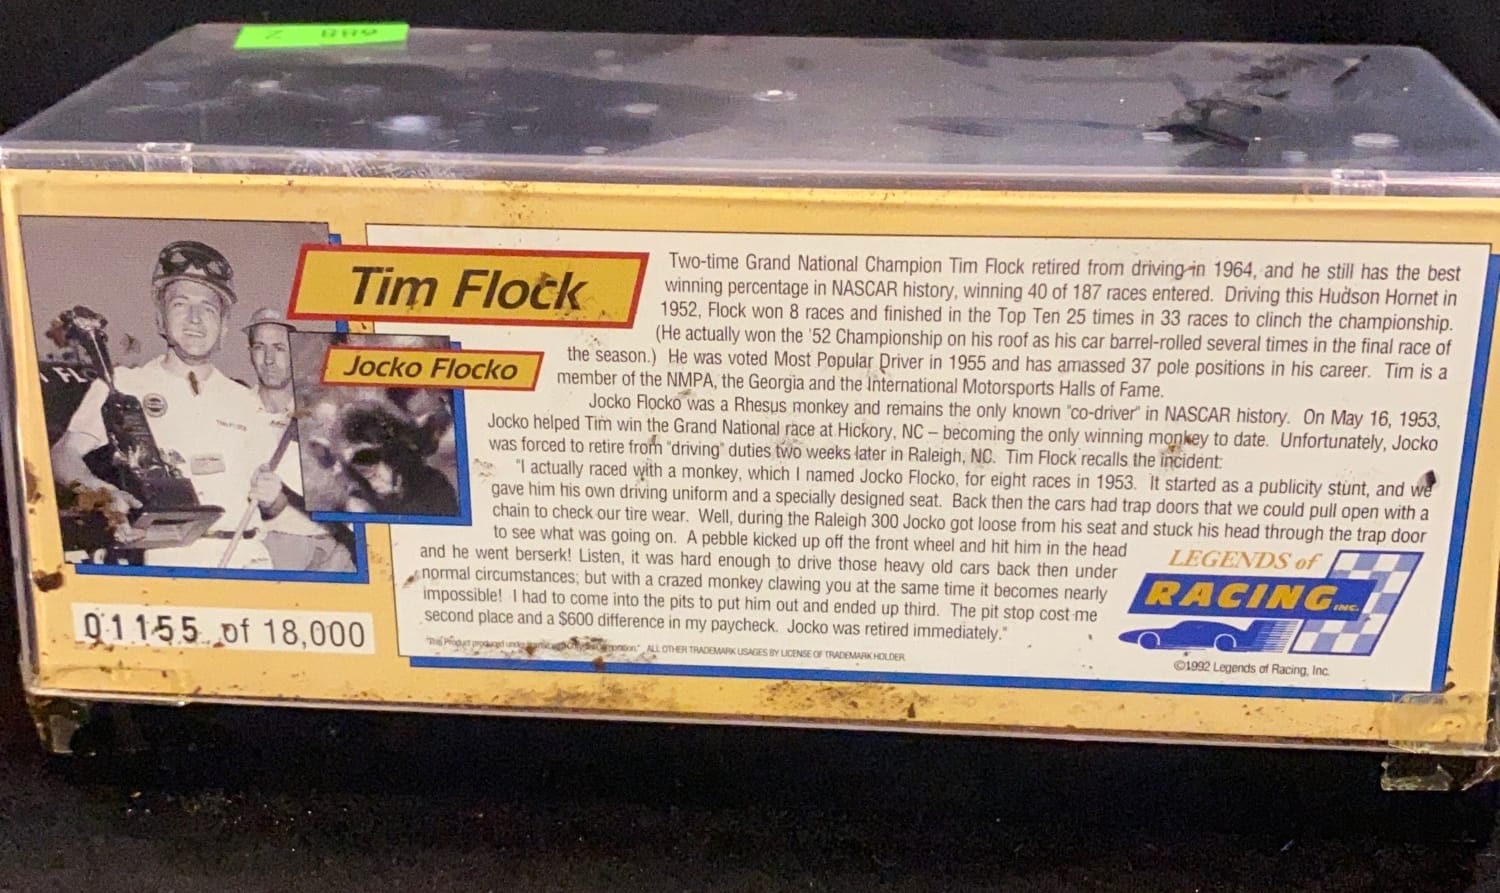 Tim Flock
Jocko Flocko
Two-time Grand National Champion Tim Flock retired from driving in 1964, and he still has the best
winning percentage in NASCAR history, winning 40 of 187 races entered. Driving this Hudson Hornet in
1952, Flock won 8 races and finished in the Top Ten 25 times in 33 races to clinch the championship.
(He actually won the '52 Championship on his roof as his car barrel-rolled several times in the final race of
the season.) He was voted Most Popular Driver in 1955 and has amassed 37 pole positions in his career. Tim is a
member of the NMPA, the Georgia and the International Motorsports Halls of Fame.
Jocko Flocko was a Rhesus monkey and remains the only known "co-driver" in NASCAR history. On May 16, 1953,
Jocko helped Tim win the Grand National race at Hickory, NC – becoming the only winning monkey to date. Unfortunately, Jocko
was forced to retire from "driving" duties two weeks later in Raleigh, NC. Tim Flock recalls the incident:
"I actually raced with a monkey, which I named Jocko Flocko, for eight races in 1953. It started as a publicity stunt, and we
gave him his own driving uniform and a specially designed seat. Back then the cars had trap doors that we could pull open with a
chain to check our tire wear. Well, during the Raleigh 300 Jocko got loose from his seat and stuck his head through the trap door
to see what was going on. A pebble kicked up off the front wheel and hit him in the head
and he went berserk! Listen, it was hard enough to drive those heavy old cars back then under
normal circumstances; but with a crazed monkey clawing you at the same time it becomes nearly
impossible! I had to come into the pits to put him out and ended up third. The pit stop cost me
second place and a $600 difference in my paycheck. Jocko was retired immediately."
"This Product produced under ALL OTHER TRADEMARK USAGES BY LICENSE OF TRADEMARK HOLDER
LEGENDS of
RACING INC.
©1992 Legends of Racing, Inc.
01155 of 18,000